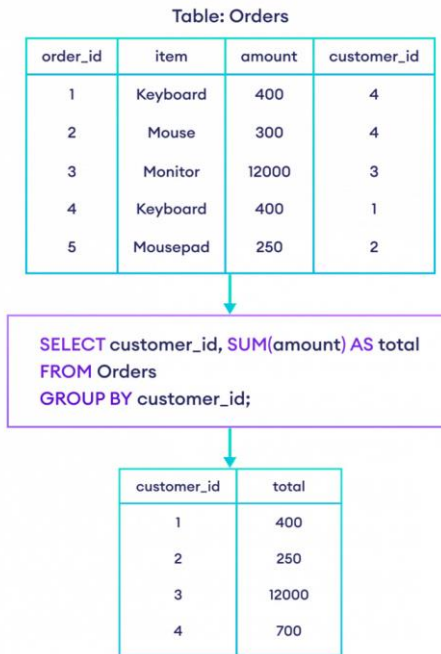 Table: Orders
order_id item amount customer_id
1 Keyboard 400 4
2 Mouse 300 4
3 Monitor 12000 3
4 Keyboard 400 1
5 Mousepad 250 2
SELECT customer_id, SUM(amount) AS total
FROM Orders
GROUP BY customer_id;
customer_id total
1 400
2 250
3 12000
4 700